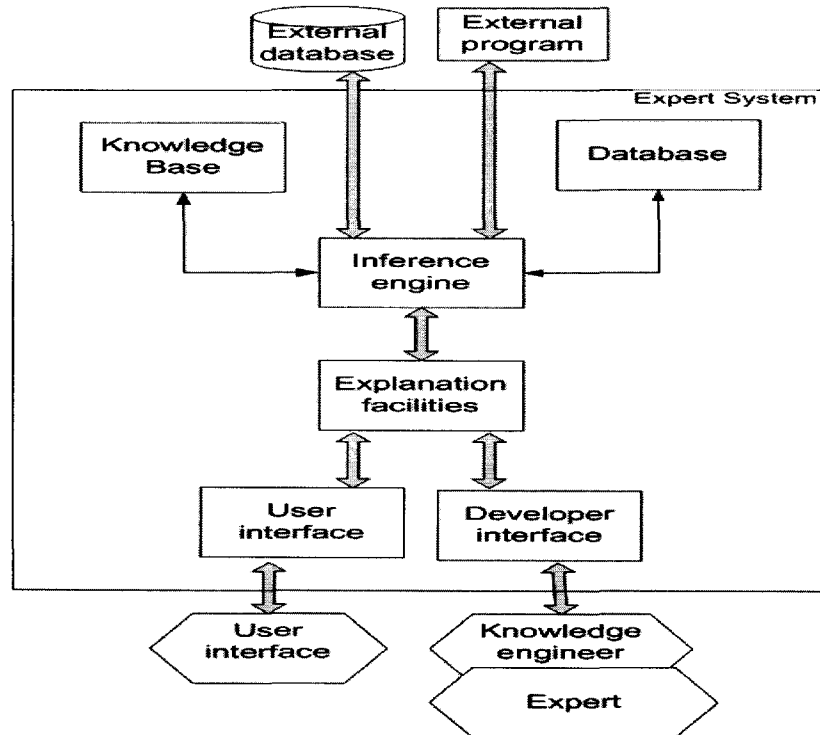 External
database
External
program
Expert System
Knowledge
Base
Database
Inference
engine
Explanation
facilities
User
interface
Developer
interface
User
interface
Knowledge
engineer
Expert